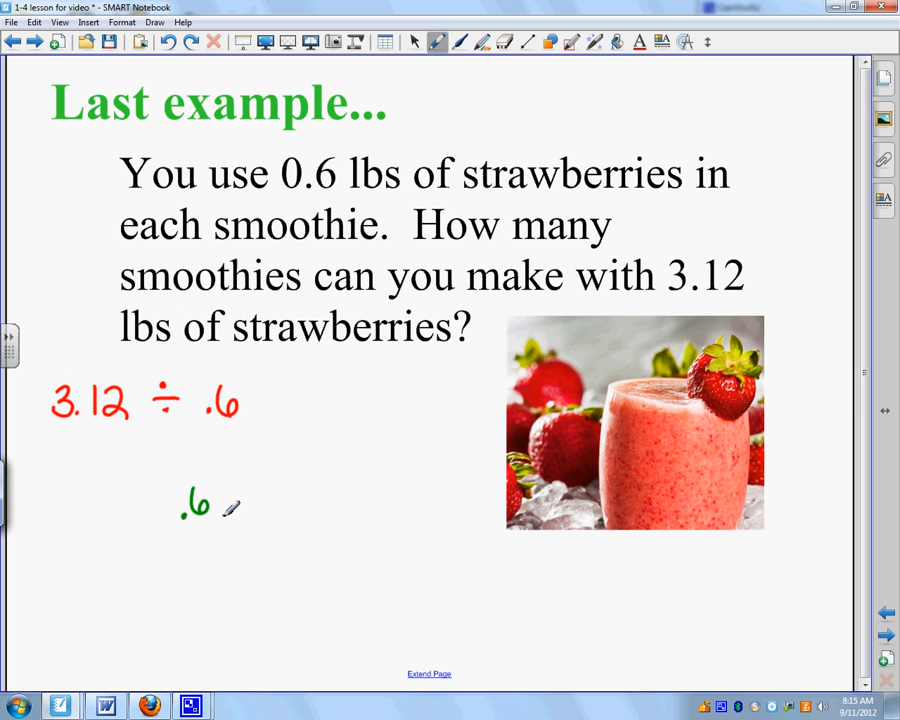 1-4 lesson for video * - SMART Notebook
File Edit View Insert Format Draw Help
Last example...
You use 0.6 lbs of strawberries in
each smoothie. How many
smoothies can you make with 3.12
lbs of strawberries?
3.12 ÷ .6
.6
Extend Page
8:15 AM
9/11/2012